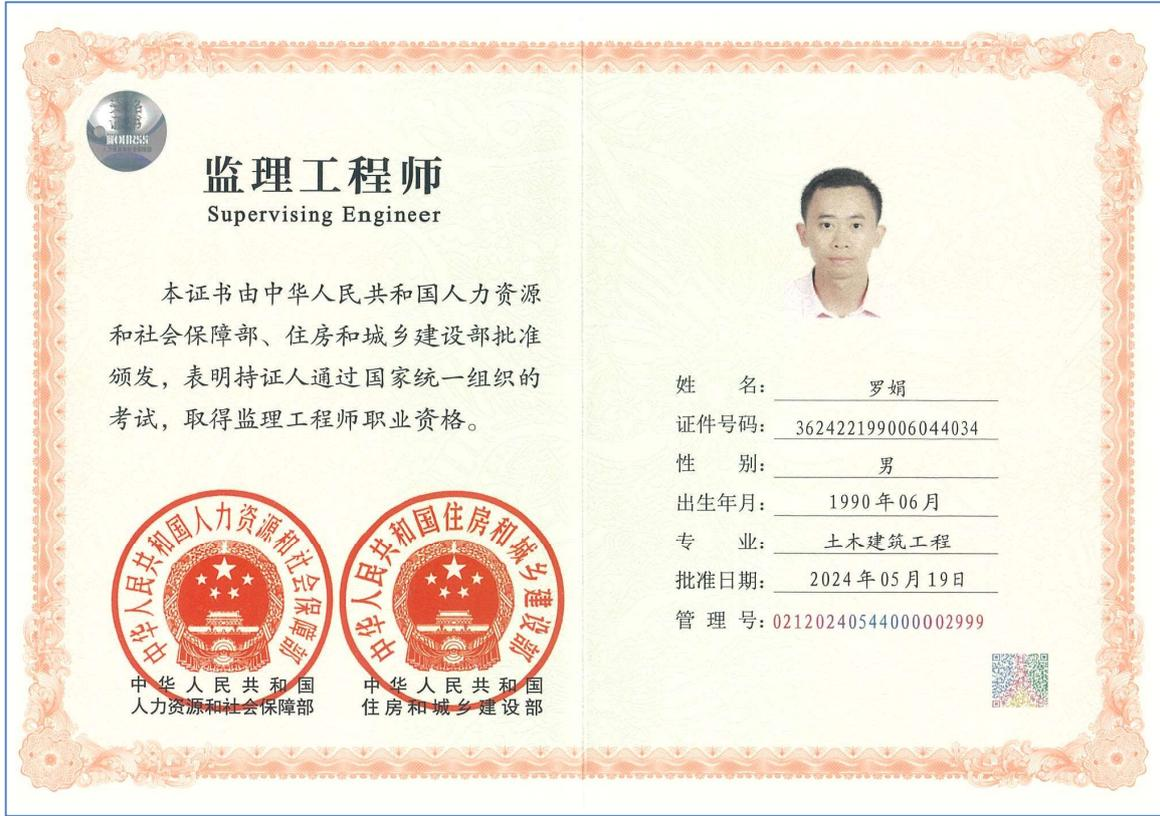 监理工程师
Supervising Engineer
本证书由中华人民共和国人力资源
和社会保障部、住房和城乡建设部批准
颁发，表明持证人通过国家统一组织的
考试，取得监理工程师职业资格。
中华人民共和国人力资源和社会保障部
中华人民共和国
人力资源和社会保障部
中华人民共和国住房和城乡建设部
中华人民共和国
住房和城乡建设部
姓 名：罗娟
证件号码：362422199006044034
性 别：男
出生年月：1990年06月
专 业：土木建筑工程
批准日期：2024年05月19日
管 理 号：02120240544000002999